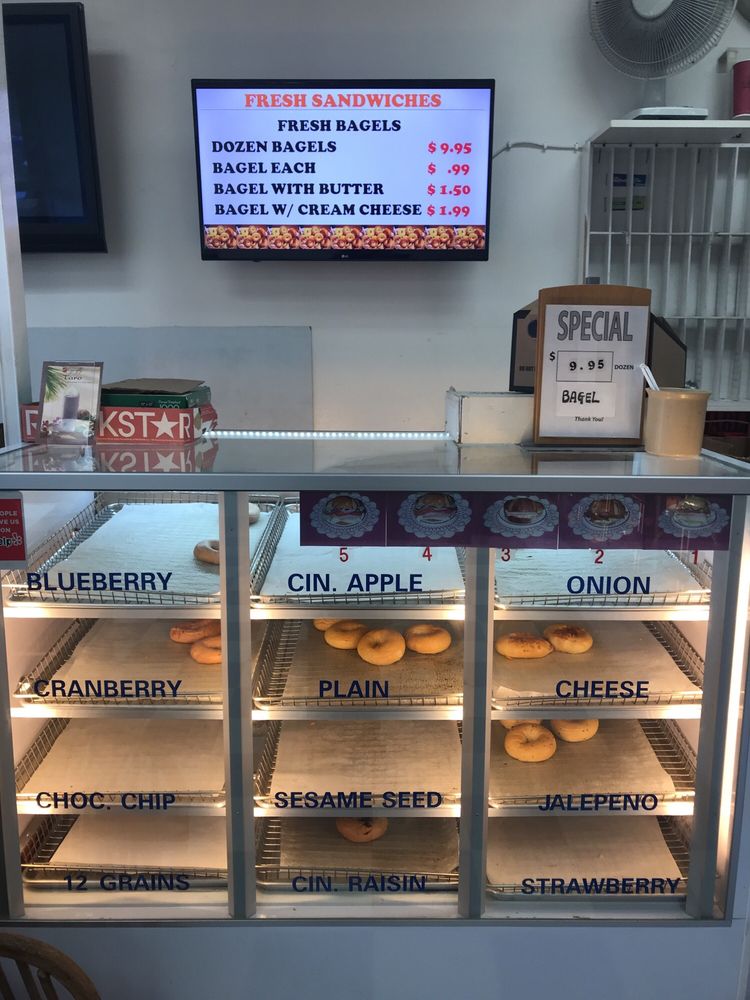 FRESH SANDWICHES
FRESH BAGELS
DOZEN BAGELS $ 9.95
BAGEL EACH $ .99
BAGEL WITH BUTTER $ 1.50
BAGEL W/ CREAM CHEESE $ 1.99
LG
SPECIAL
$ 9.95 DOZEN
BAGEL
Thank You!
KST★R
5 4 3 2 1
BLUEBERRY CIN. APPLE ONION
CRANBERRY PLAIN CHEESE
CHOC. CHIP SESAME SEED JALEPENO
12 GRAINS CIN. RAISIN STRAWBERRY